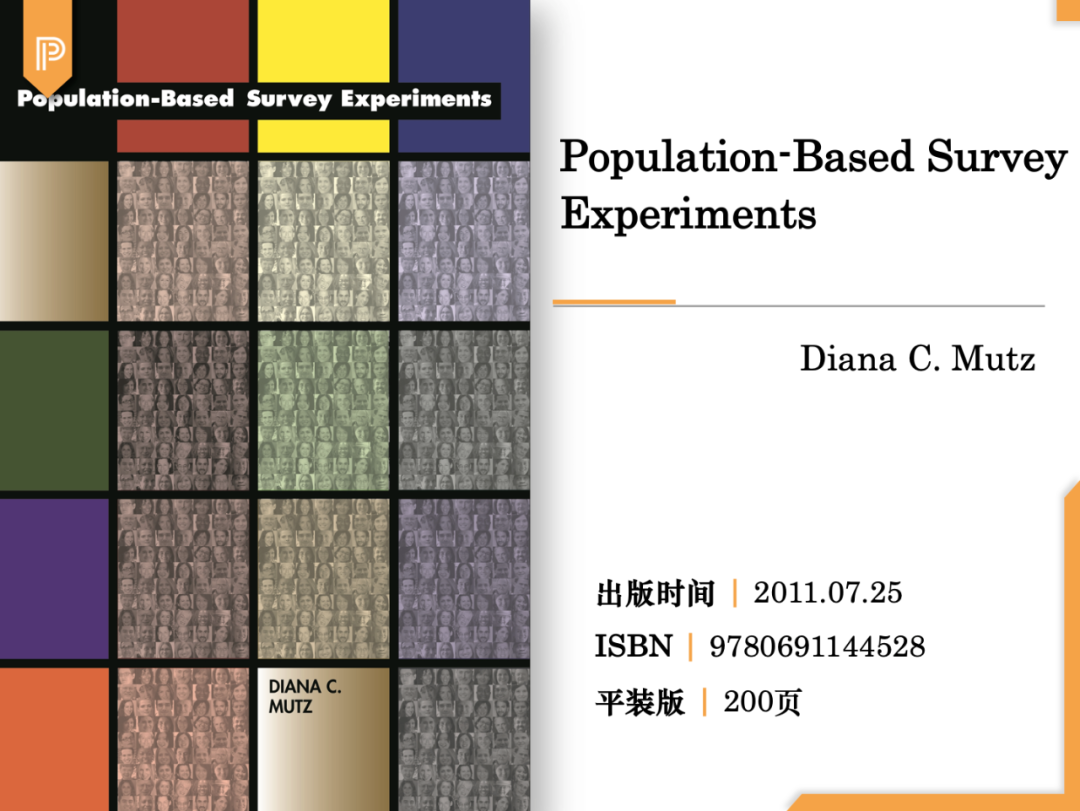 P
Population-Based Survey Experiments
DIANA C.
MUTZ
Population-Based Survey
Experiments
Diana C. Mutz
出版时间 | 2011.07.25
ISBN | 9780691144528
平装版 | 200页